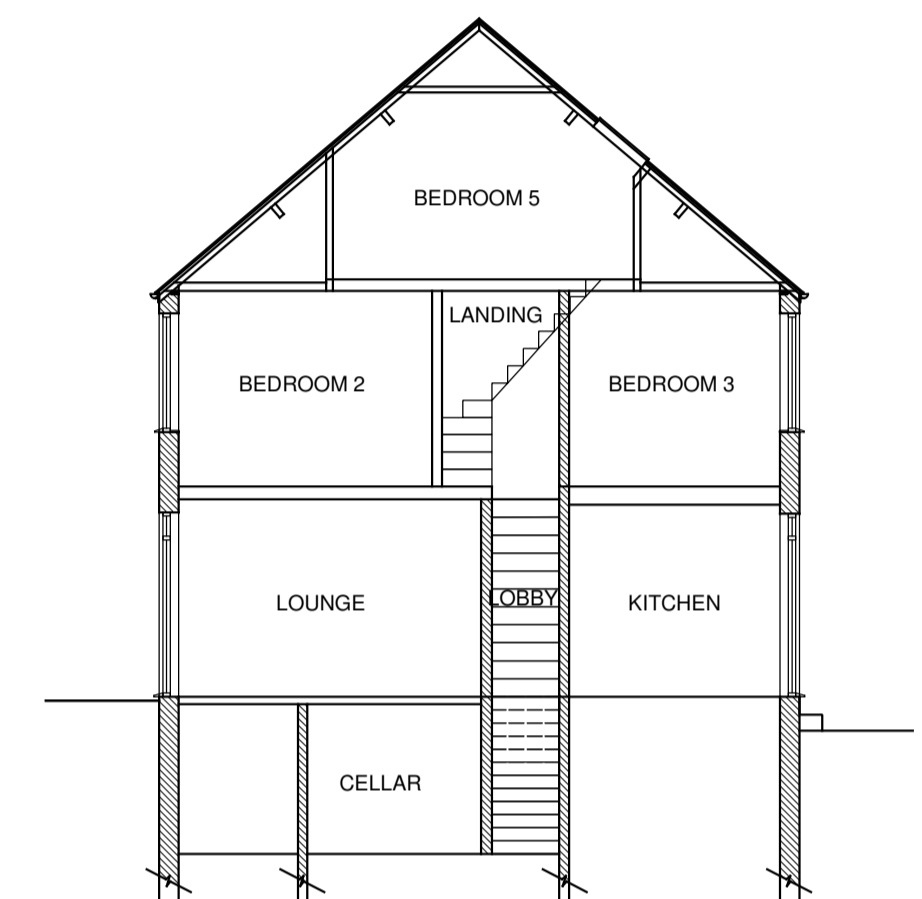 BEDROOM 5
LANDING
BEDROOM 2
BEDROOM 3
LOUNGE
LOBBY
KITCHEN
CELLAR